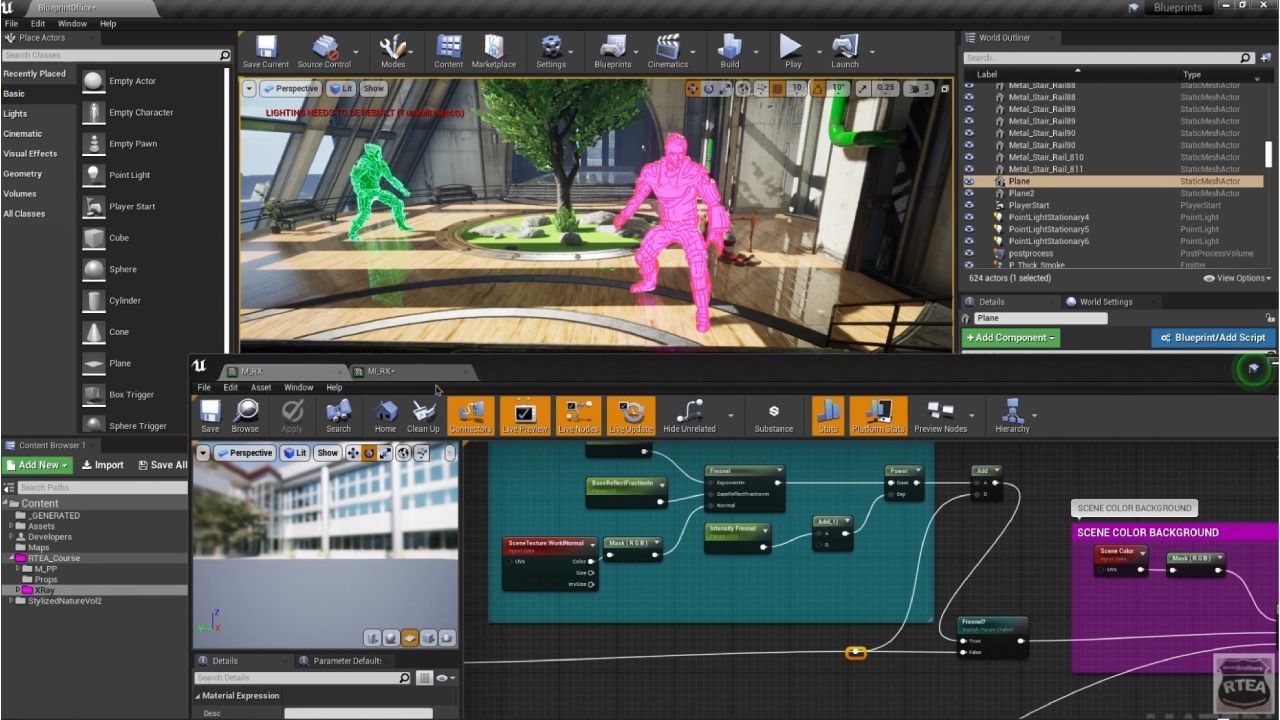 BlueprintOffice•
Blueprints
File Edit Window Help
Place Actors
Search Classes
Recently Placed
Basic
Lights
Cinematic
Visual Effects
Geometry
Volumes
All Classes
Empty Actor
Empty Character
Empty Pawn
Point Light
Player Start
Cube
Sphere
Cylinder
Cone
Plane
Box Trigger
Sphere Trigger
Save Current Source Control Modes Content Marketplace Settings Blueprints Cinematics Build Play Launch
Perspective Lit Show 10 10° 0.25 3
LIGHTING NEEDS TO BE REBUILT (7 unbuilt objects)
World Outliner
Search...
Label Type
Metal_Stair_Rail88 StaticMeshActor
Metal_Stair_Rail88 StaticMeshActor
Metal_Stair_Rail89 StaticMeshActor
Metal_Stair_Rail89 StaticMeshActor
Metal_Stair_Rail90 StaticMeshActor
Metal_Stair_Rail90 StaticMeshActor
Metal_Stair_Rail_810 StaticMeshActor
Metal_Stair_Rail_811 StaticMeshActor
Plane StaticMeshActor
Plane2 StaticMeshActor
PlayerStart PlayerStart
PointLightStationary4 PointLight
PointLightStationary5 PointLight
PointLightStationary6 PointLight
postprocess PostProcessVolume
P_Thick_Smoke Emitter
624 actors (1 selected) View Options
Details World Settings
Plane
+Add Component Blueprint/Add Script
M_RX MI_RX•
File Edit Asset Window Help
Save Browse Apply Search Home Clean Up Connectors Live Preview Live Nodes Live Update Hide Unrelated Substance Stats Platform Stats Preview Nodes Hierarchy
Content Browser 1
Add New Import Save All
Search Paths
Content
_GENERATED
Assets
Developers
Maps
RTEA_Course
M_PP
Props
XRay
StylizedNatureVol2
Perspective Lit Show
Z
Y X
Details Parameter Defaults
Search Details
Material Expression
Desc
BaseReflectFractionIn
Fresnel
ExponentIn
BaseReflectFractionIn
Normal
Power
Base
Exp
Add
A
B
Intensity Fresnel
Add(,1)
A
B
SceneTexture:WorldNormal
Input Data
UVs Color
Size
InvSize
Mask ( R G B )
Fresnel?
Switch Param (False)
True
False
SCENE COLOR BACKGROUND
SCENE COLOR BACKGROUND
Scene Color
Input Data
UVs
Mask ( R G B )
RTEA